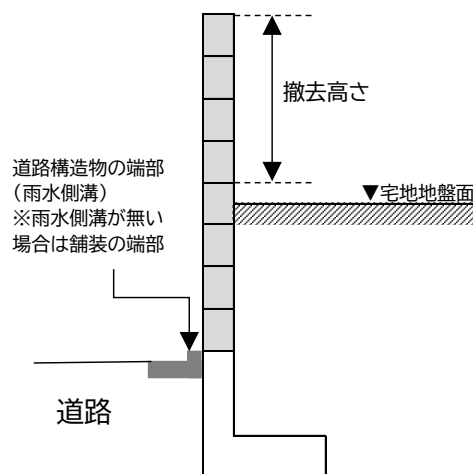 撤去高さ
道路構造物の端部
(雨水側溝)
※雨水側溝が無い
場合は舗装の端部
▼宅地地盤面
道路